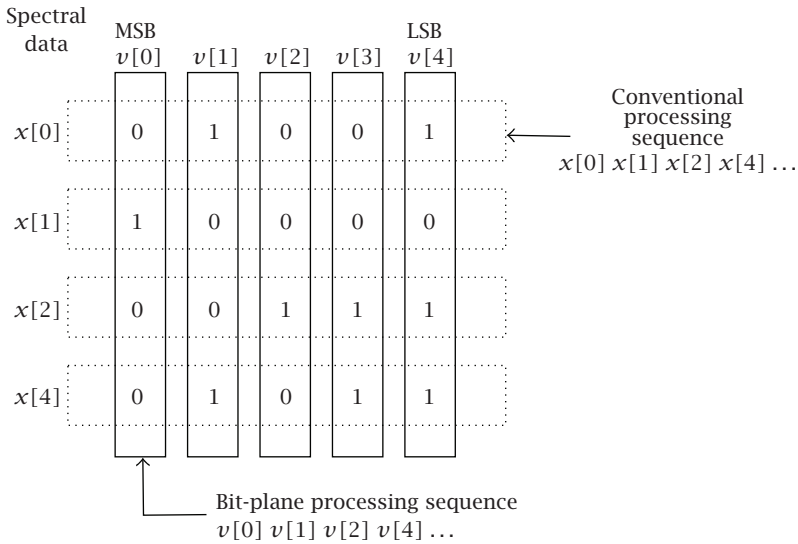 Spectral
data
MSB
LSB
v[0] v[1] v[2] v[3] v[4]
x[0] 0 1 0 0 1
Conventional
processing
sequence
x[0] x[1] x[2] x[4] ...
x[1] 1 0 0 0 0
x[2] 0 0 1 1 1
x[4] 0 1 0 1 1
Bit-plane processing sequence
v[0] v[1] v[2] v[4] ...